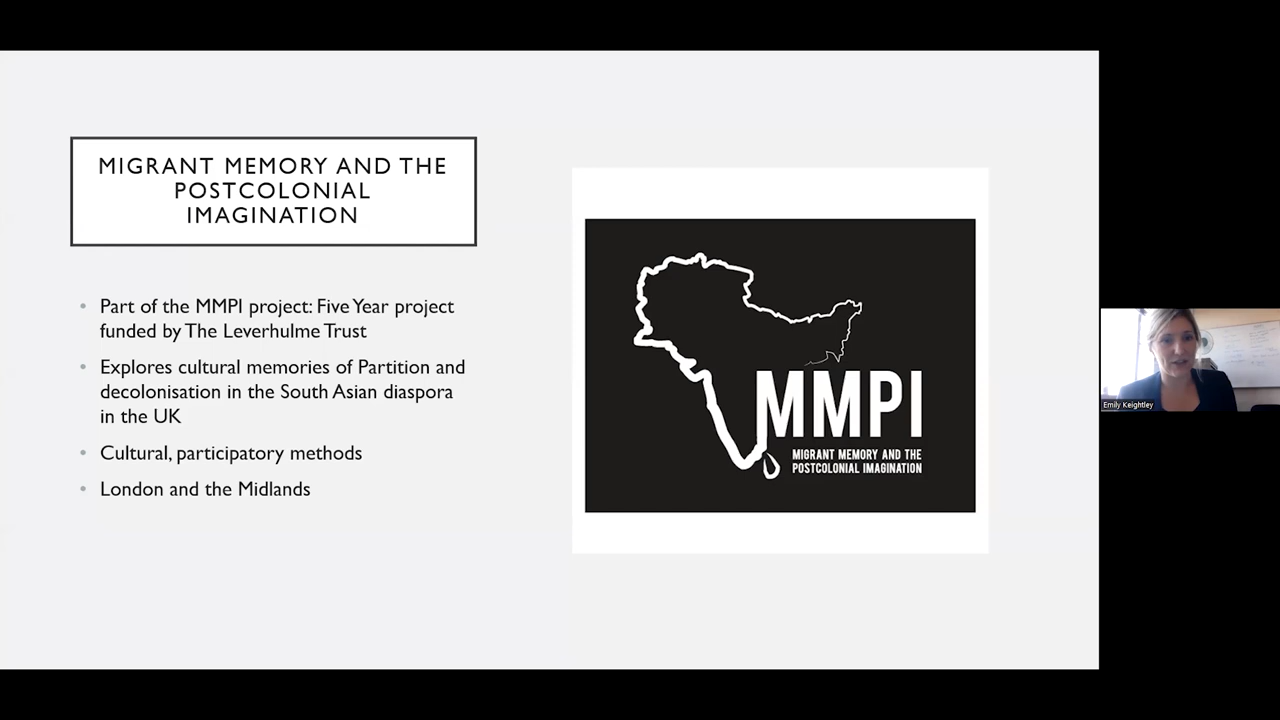 MIGRANT MEMORY AND THE
POSTCOLONIAL
IMAGINATION
• Part of the MMPI project: Five Year project
funded by The Leverhulme Trust
• Explores cultural memories of Partition and
decolonisation in the South Asian diaspora
in the UK
• Cultural, participatory methods
• London and the Midlands
MMPI
MIGRANT MEMORY AND THE
POSTCOLONIAL IMAGINATION
Emily Keightley